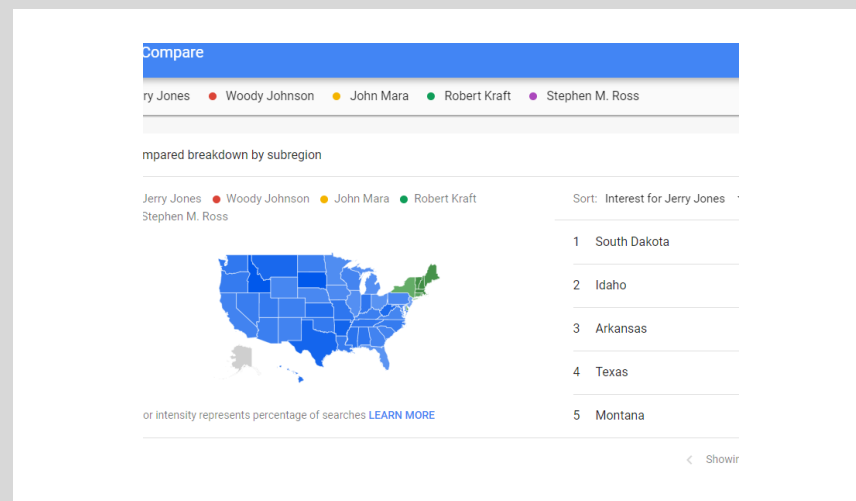 Compare
ry Jones Woody Johnson John Mara Robert Kraft Stephen M. Ross
mpared breakdown by subregion
Jerry Jones Woody Johnson John Mara Robert Kraft
Stephen M. Ross
Sort: Interest for Jerry Jones
1 South Dakota
2 Idaho
3 Arkansas
4 Texas
5 Montana
or intensity represents percentage of searches LEARN MORE
Showin